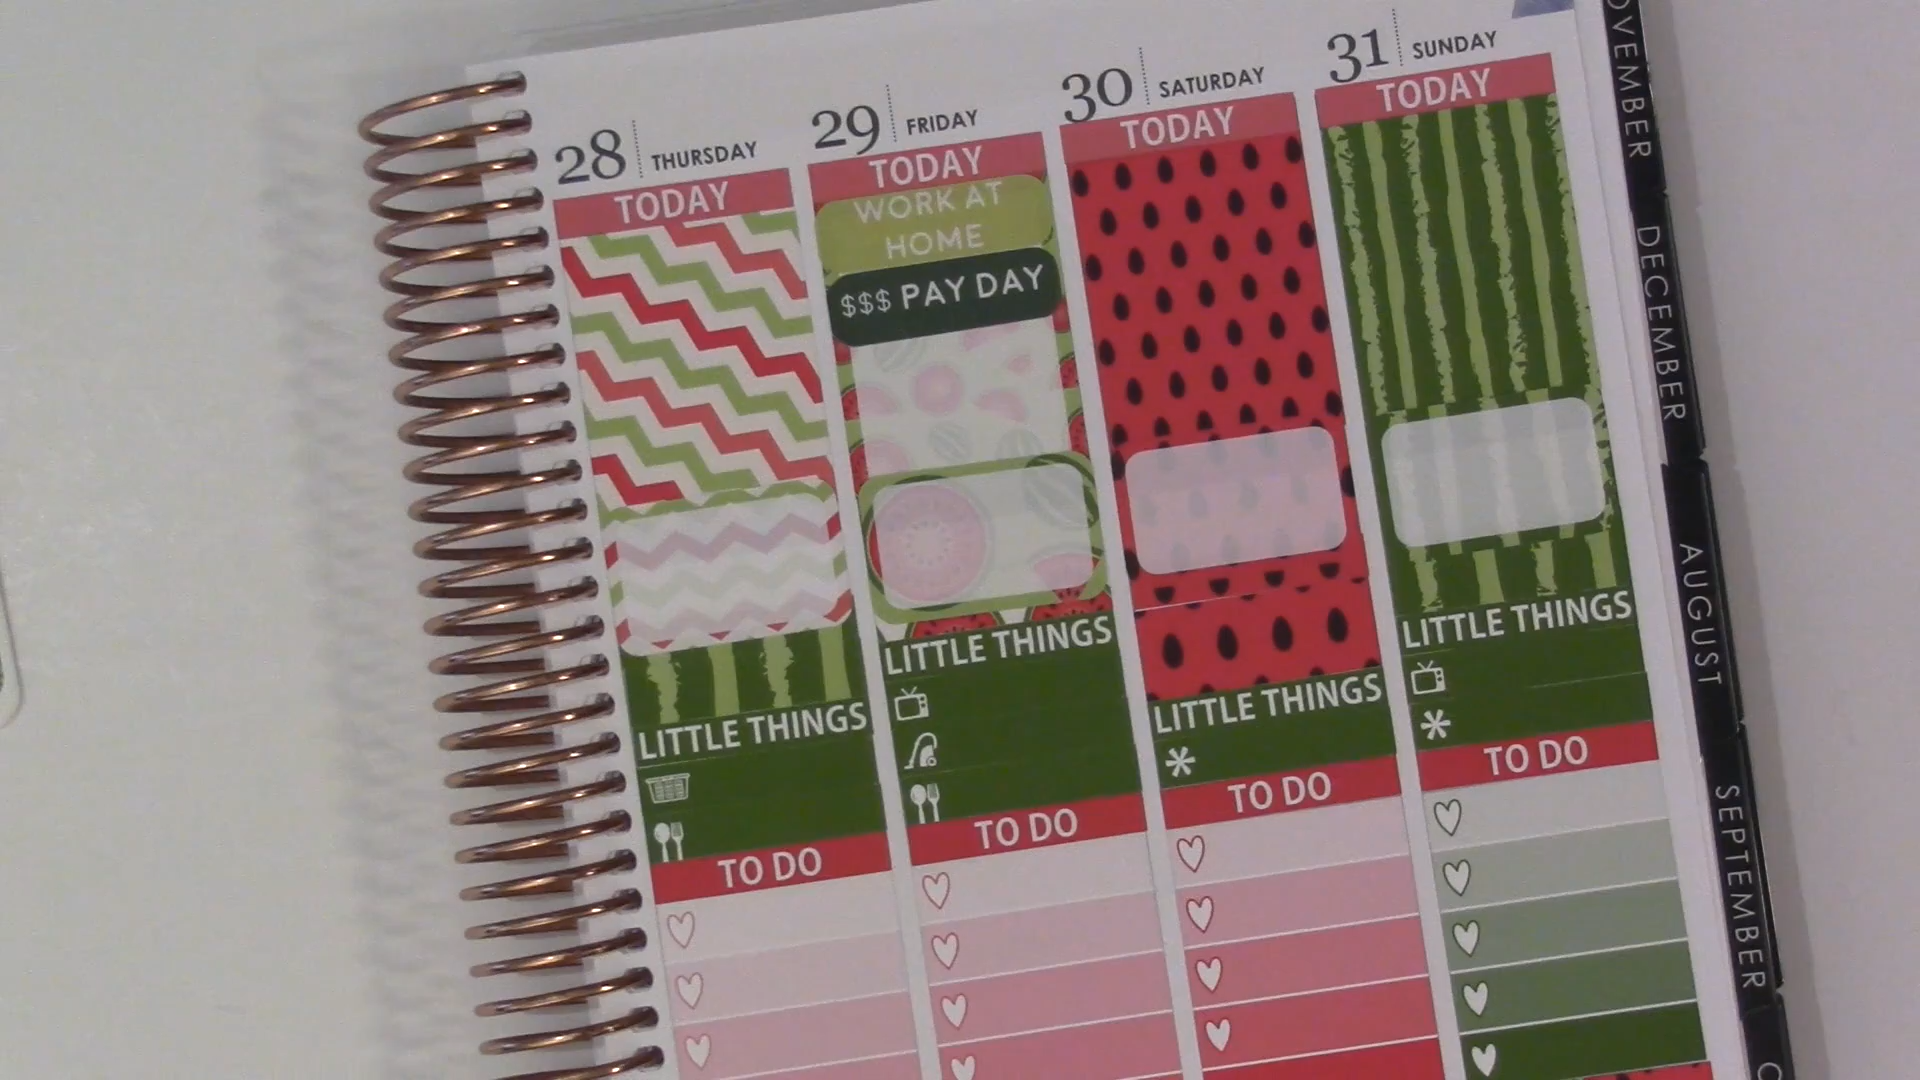 28 THURSDAY
TODAY
LITTLE THINGS
TO DO
29 FRIDAY
TODAY
WORK AT
HOME
$$$ PAY DAY
LITTLE THINGS
TO DO
30 SATURDAY
TODAY
LITTLE THINGS
TO DO
31 SUNDAY
TODAY
LITTLE THINGS
TO DO
OVEMBER
DECEMBER
AUGUST
SEPTEMBER
O